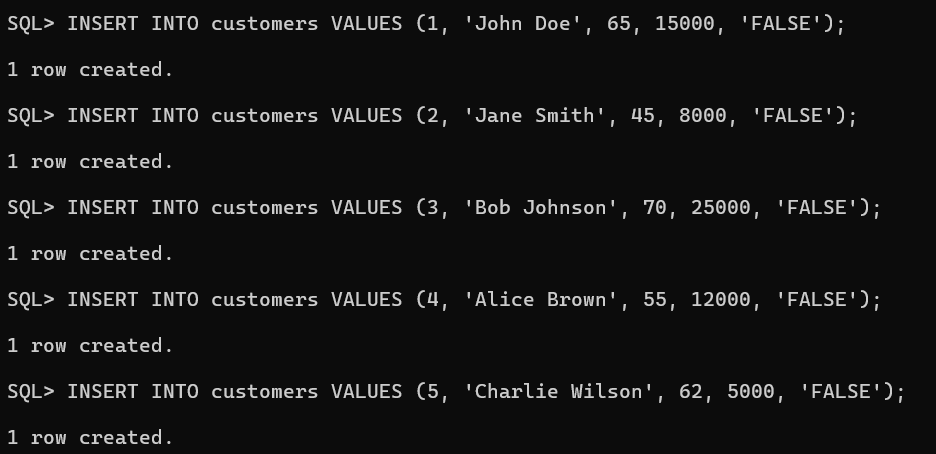 SQL> INSERT INTO customers VALUES (1, 'John Doe', 65, 15000, 'FALSE');
1 row created.
SQL> INSERT INTO customers VALUES (2, 'Jane Smith', 45, 8000, 'FALSE');
1 row created.
SQL> INSERT INTO customers VALUES (3, 'Bob Johnson', 70, 25000, 'FALSE');
1 row created.
SQL> INSERT INTO customers VALUES (4, 'Alice Brown', 55, 12000, 'FALSE');
1 row created.
SQL> INSERT INTO customers VALUES (5, 'Charlie Wilson', 62, 5000, 'FALSE');
1 row created.